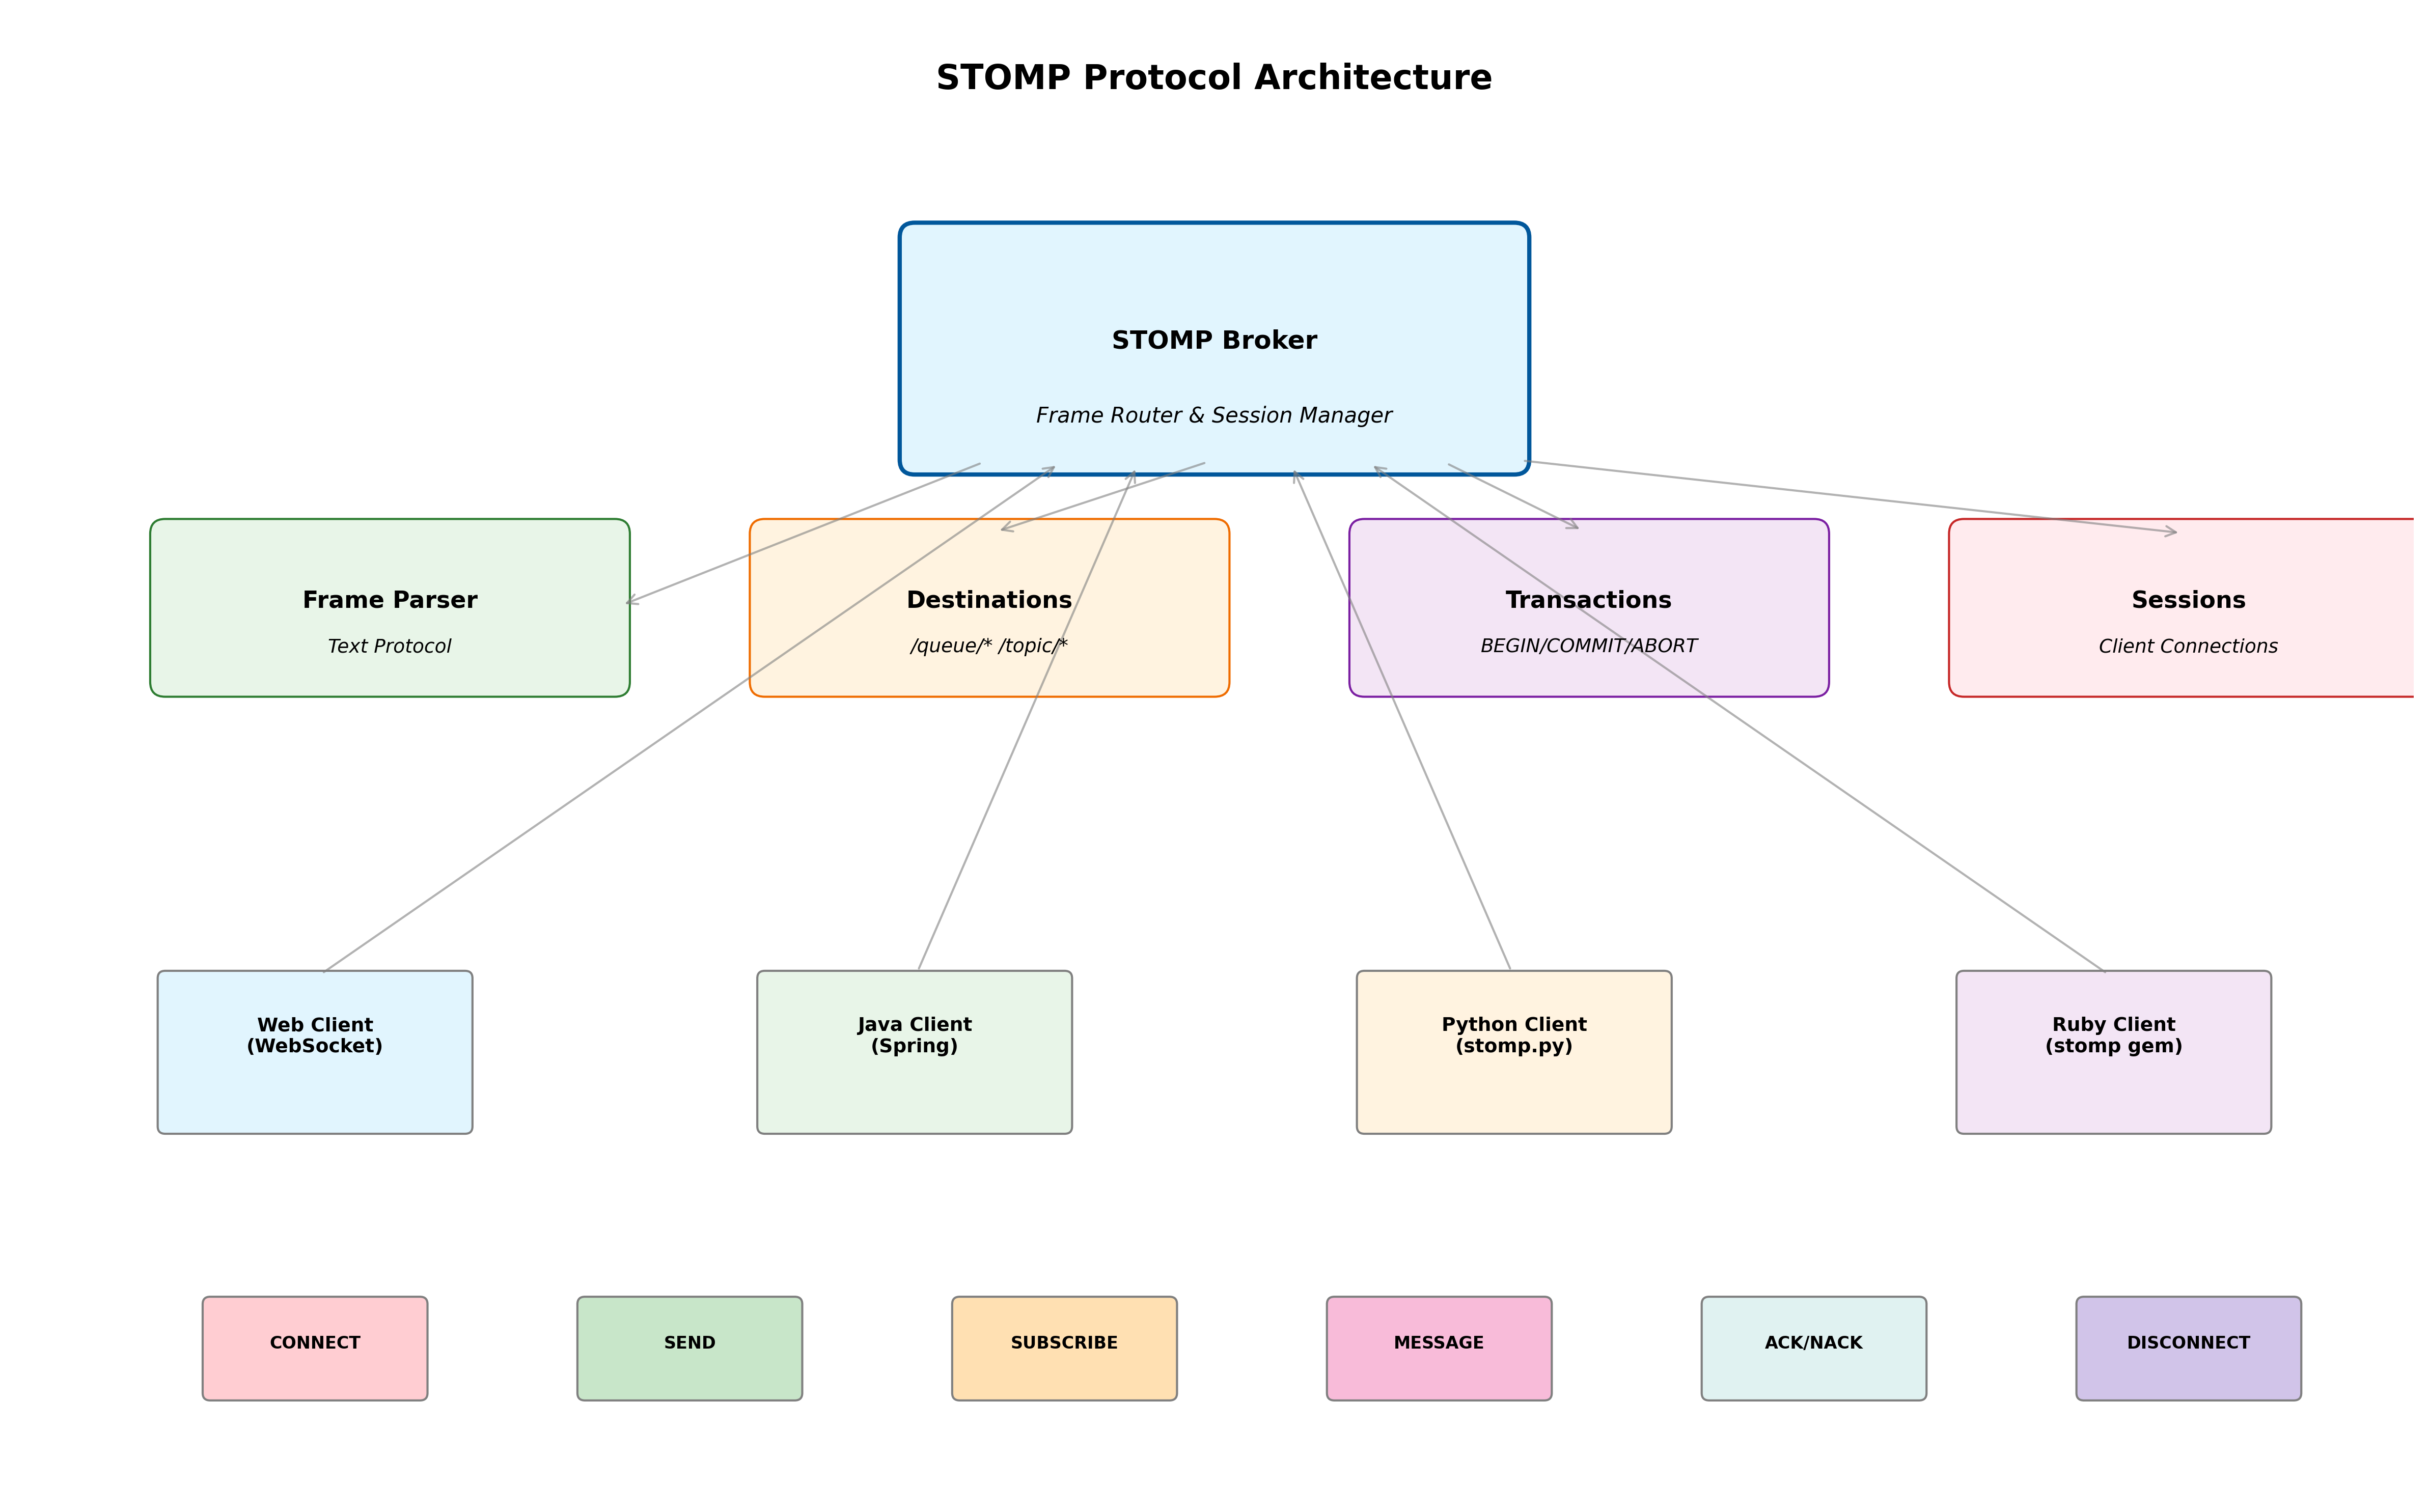 STOMP Protocol Architecture
STOMP Broker
Frame Router & Session Manager
Frame Parser
Text Protocol
Destinations
/queue/* /topic/*
Transactions
BEGIN/COMMIT/ABORT
Sessions
Client Connections
Web Client
(WebSocket)
Java Client
(Spring)
Python Client
(stomp.py)
Ruby Client
(stomp gem)
CONNECT
SEND
SUBSCRIBE
MESSAGE
ACK/NACK
DISCONNECT